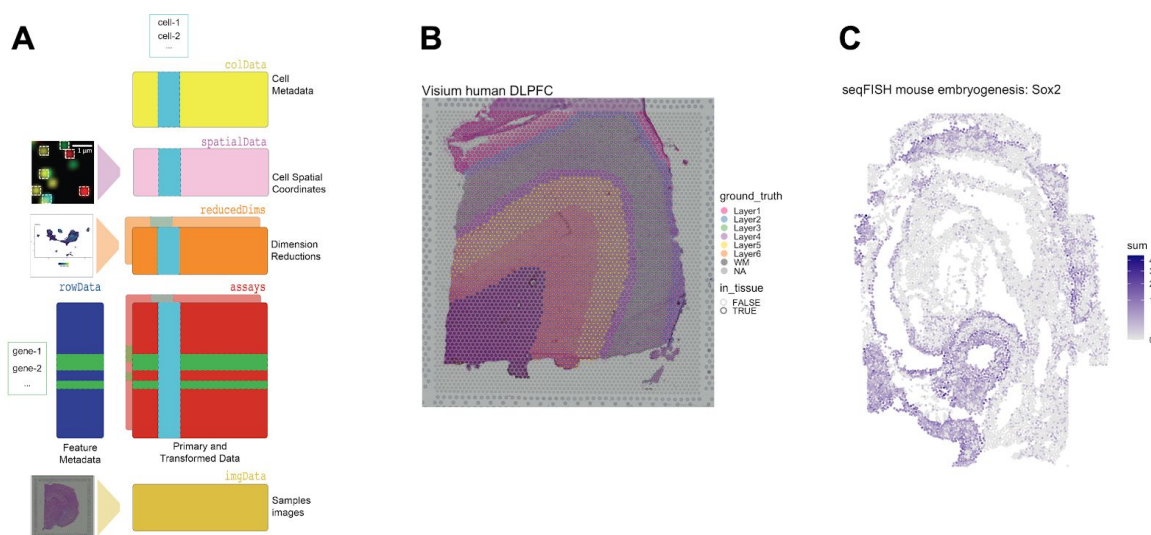 A
cell-1
cell-2
...
colData
Cell
Metadata
spatialData
1 μm
Cell Spatial
Coordinates
reducedDims
Dimension
Reductions
rowData
assays
gene-1
gene-2
...
Feature
Metadata
Primary and
Transformed Data
imgData
Samples
images
B
Visium human DLPFC
ground_truth
Layer1
Layer2
Layer3
Layer4
Layer5
Layer6
WM
NA
in_tissue
FALSE
TRUE
C
seqFISH mouse embryogenesis: Sox2
sum